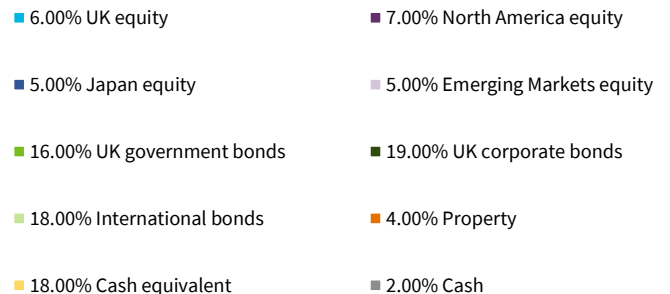 6.00% UK equity
7.00% North America equity
5.00% Japan equity
5.00% Emerging Markets equity
16.00% UK government bonds
19.00% UK corporate bonds
18.00% International bonds
4.00% Property
18.00% Cash equivalent
2.00% Cash